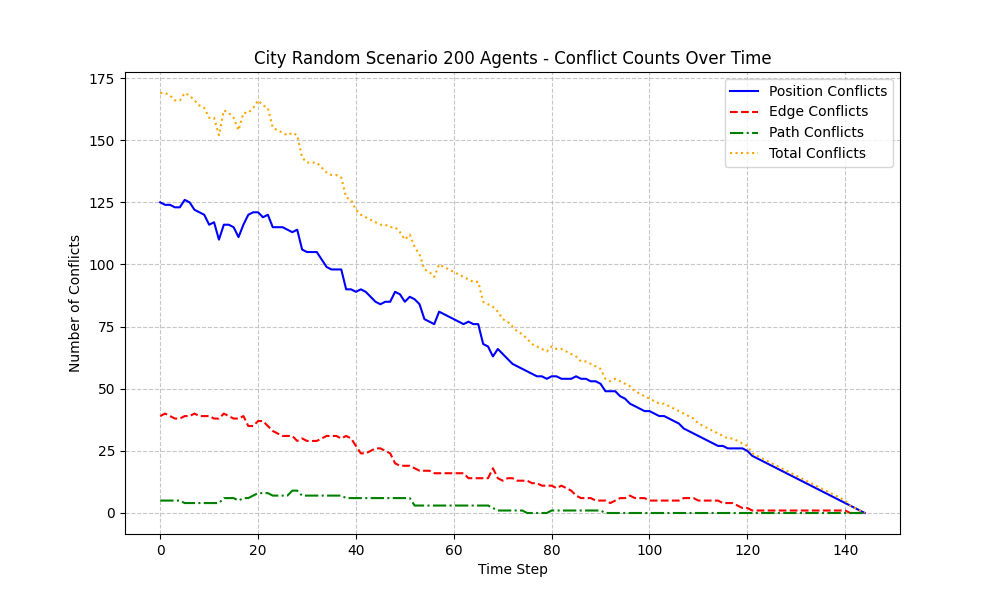 City Random Scenario 200 Agents - Conflict Counts Over Time
Position Conflicts
Edge Conflicts
Path Conflicts
Total Conflicts
Number of Conflicts
175
150
125
100
75
50
25
0
0 20 40 60 80 100 120 140
Time Step